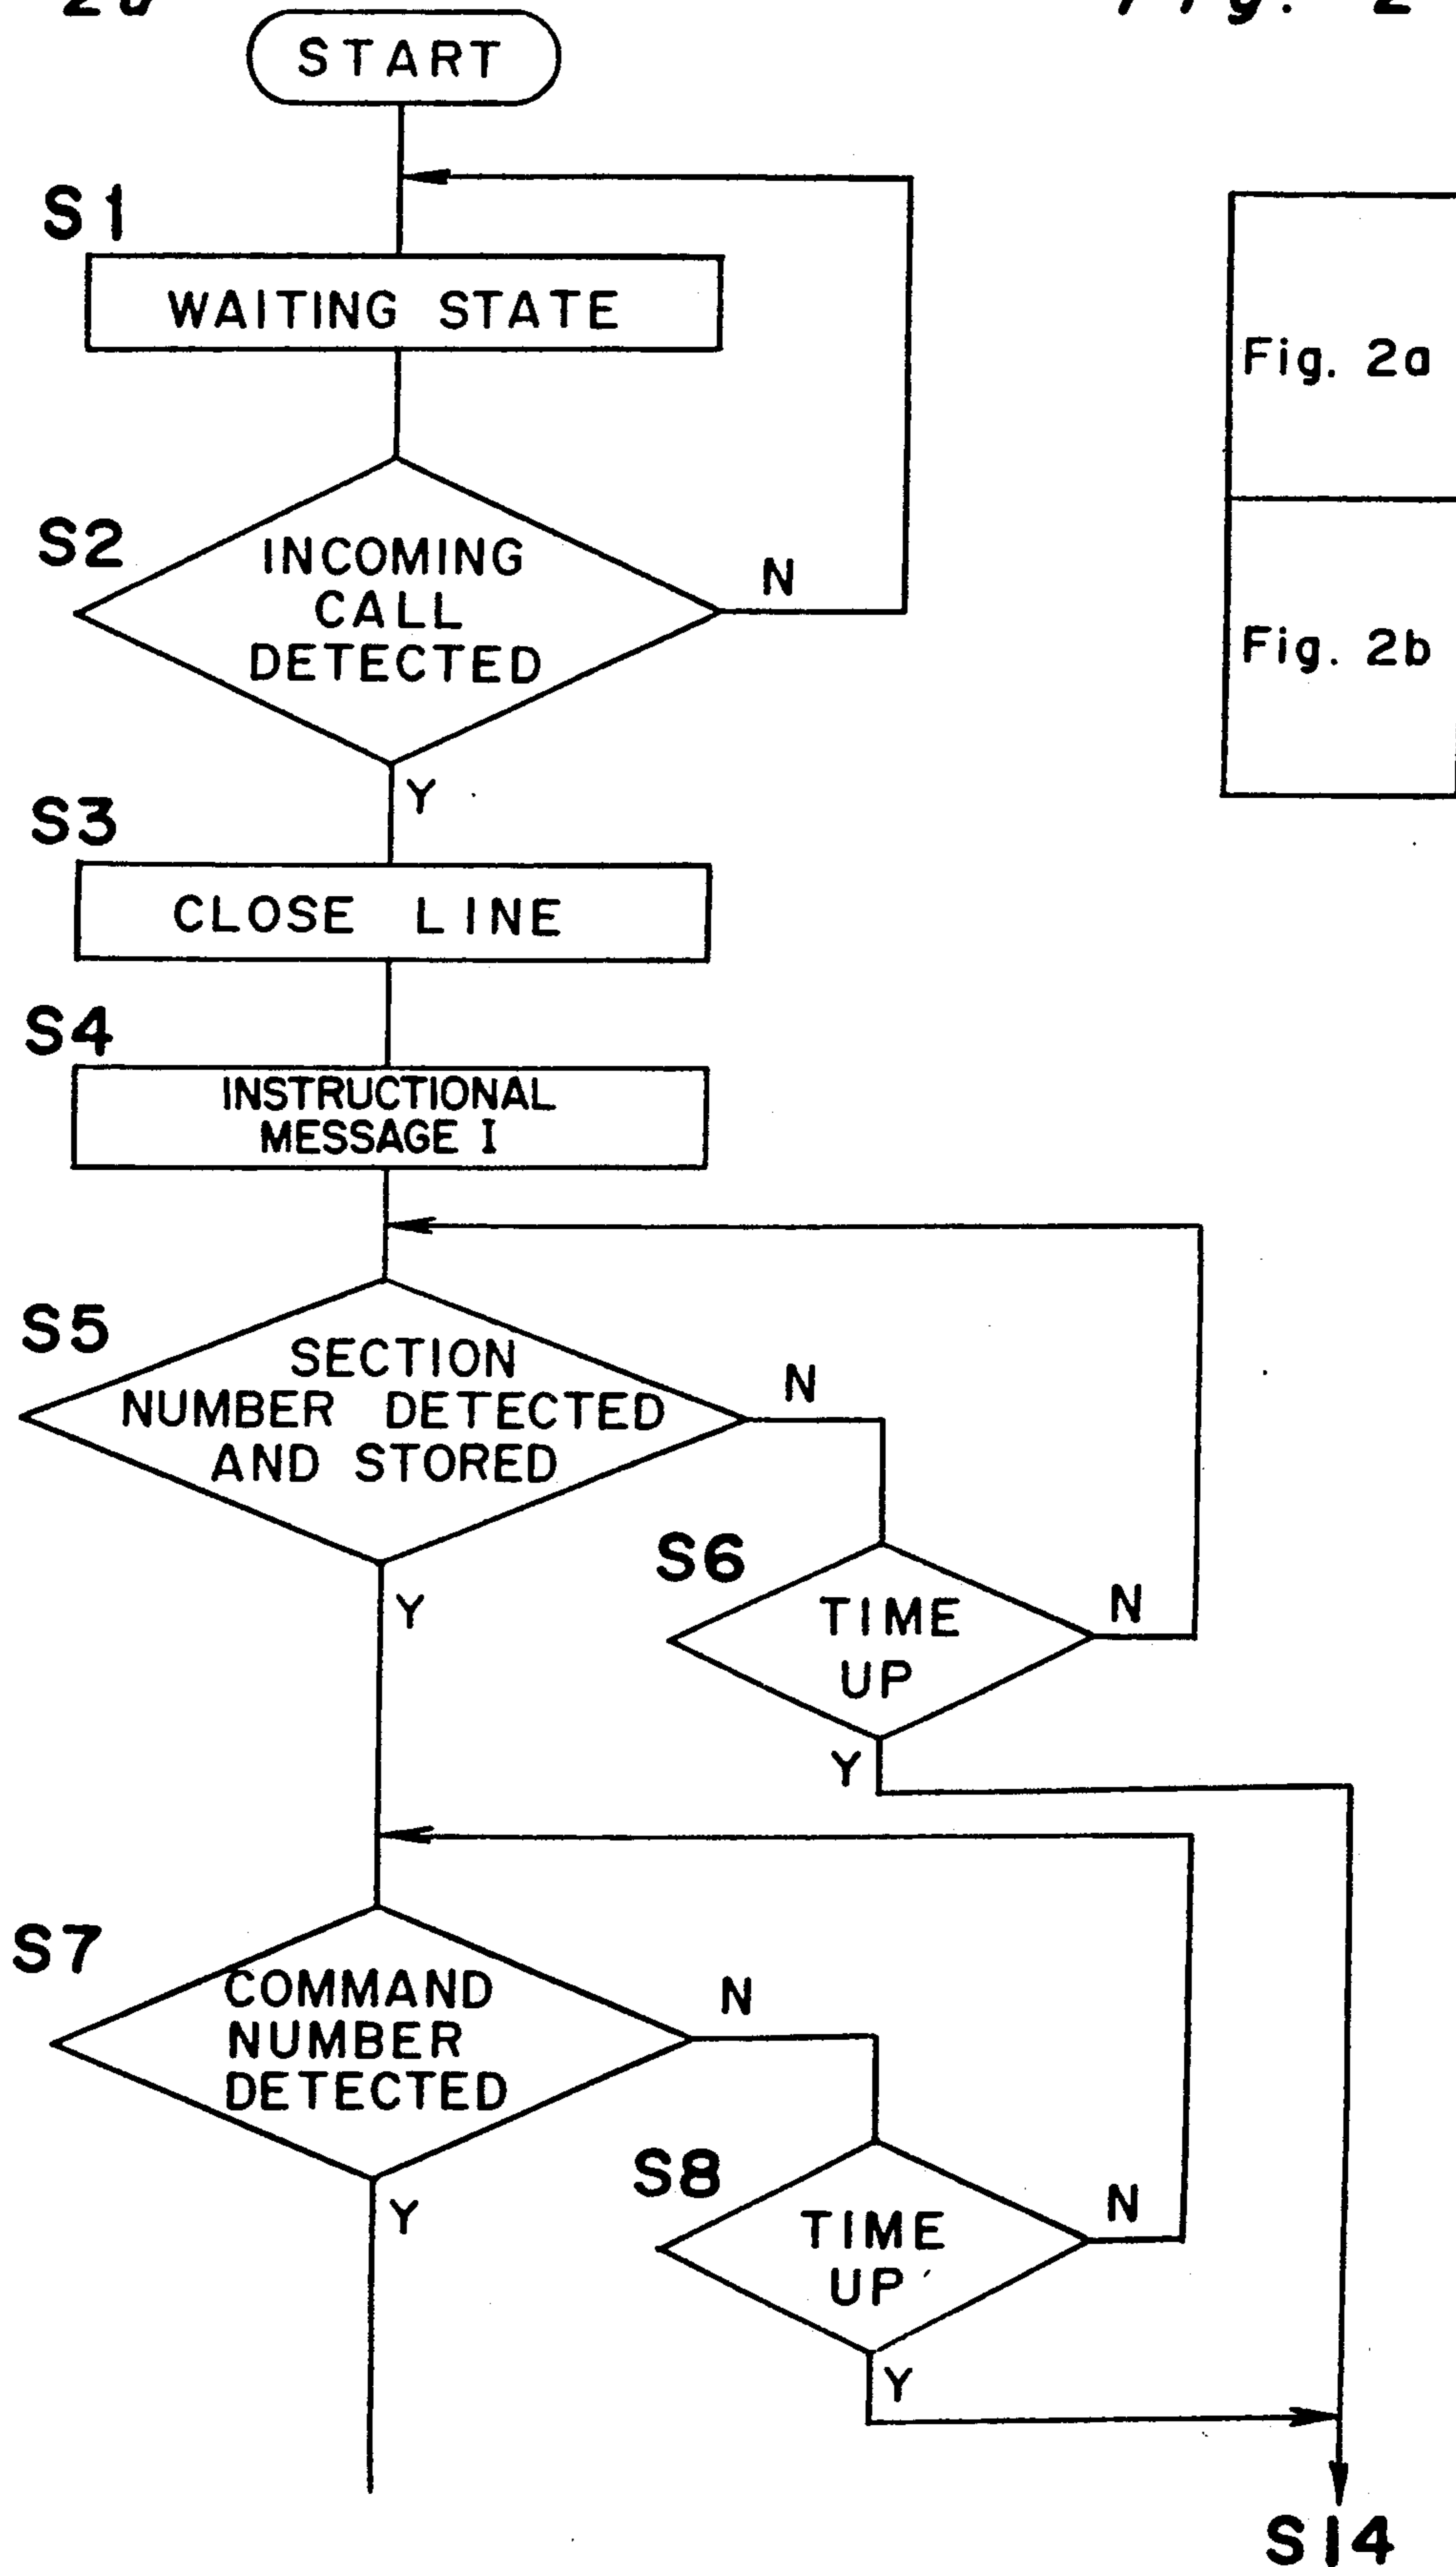 START
S1
WAITING STATE
Fig. 2a
S2
INCOMING
CALL
DETECTED
N
Fig. 2b
Y
S3
CLOSE LINE
S4
INSTRUCTIONAL
MESSAGE I
S5
SECTION
NUMBER DETECTED
AND STORED
N
Y
S6
TIME
UP
N
Y
S7
COMMAND
NUMBER
DETECTED
N
Y
S8
TIME
UP
N
Y
S14